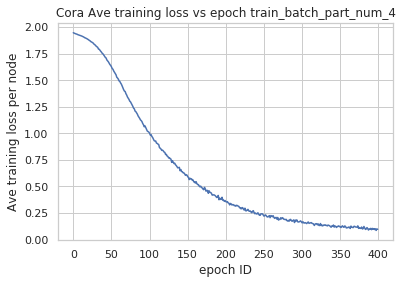 Cora Ave training loss vs epoch train_batch_part_num_4
2.00
1.75
1.50
1.25
1.00
0.75
0.50
0.25
0.00
Ave training loss per node
0 50 100 150 200 250 300 350 400
epoch ID